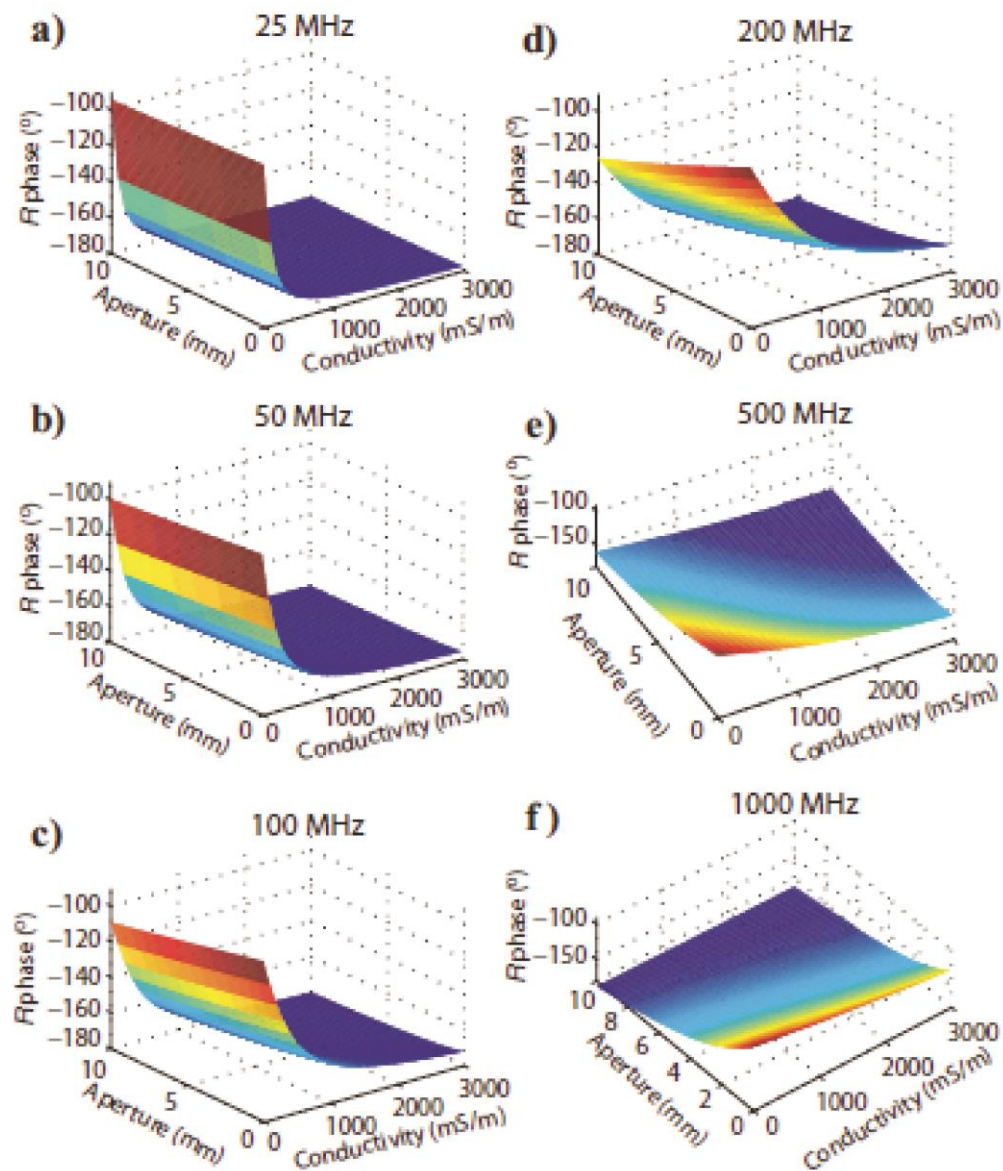 a)
25 MHz
R phase (º)
−100
−120
−140
−160
−180
10
5
0
Aperture (mm)
0
1000
2000
3000
Conductivity (mS/m)
b)
50 MHz
R phase (º)
−100
−120
−140
−160
−180
10
5
0
Aperture (mm)
0
1000
2000
3000
Conductivity (mS/m)
c)
100 MHz
R phase (º)
−100
−120
−140
−160
−180
10
5
0
Aperture (mm)
0
1000
2000
3000
Conductivity (mS/m)
d)
200 MHz
R phase (º)
−100
−120
−140
−160
−180
10
5
0
Aperture (mm)
0
1000
2000
3000
Conductivity (mS/m)
e)
500 MHz
R phase (º)
−100
−150
10
5
0
Aperture (mm)
0
1000
2000
3000
Conductivity (mS/m)
f)
1000 MHz
R phase (º)
−100
−150
10
8
6
4
2
0
Aperture (mm)
0
1000
2000
3000
Conductivity (mS/m)